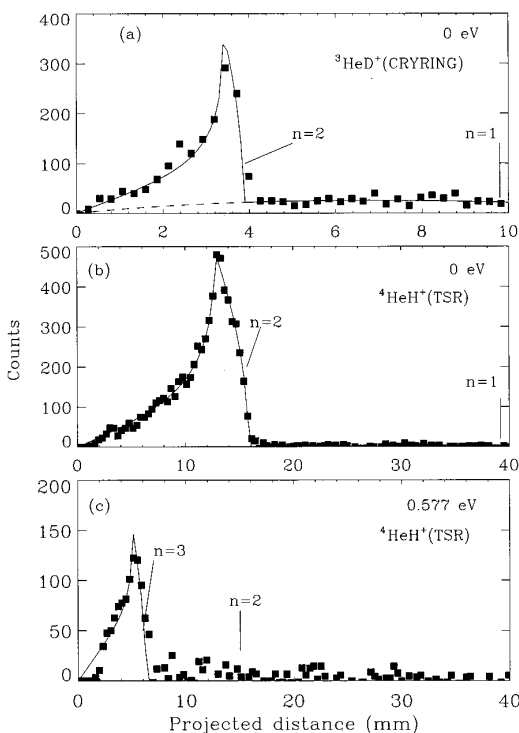 (a)
0 eV
³HeD⁺(CRYRING)
n=2
n=1
400
300
200
100
0
0 2 4 6 8 10
(b)
0 eV
⁴HeH⁺(TSR)
n=2
n=1
Counts
500
400
300
200
100
0
0 10 20 30 40
(c)
0.577 eV
⁴HeH⁺(TSR)
n=3
n=2
200
150
100
50
0
0 10 20 30 40
Projected distance (mm)